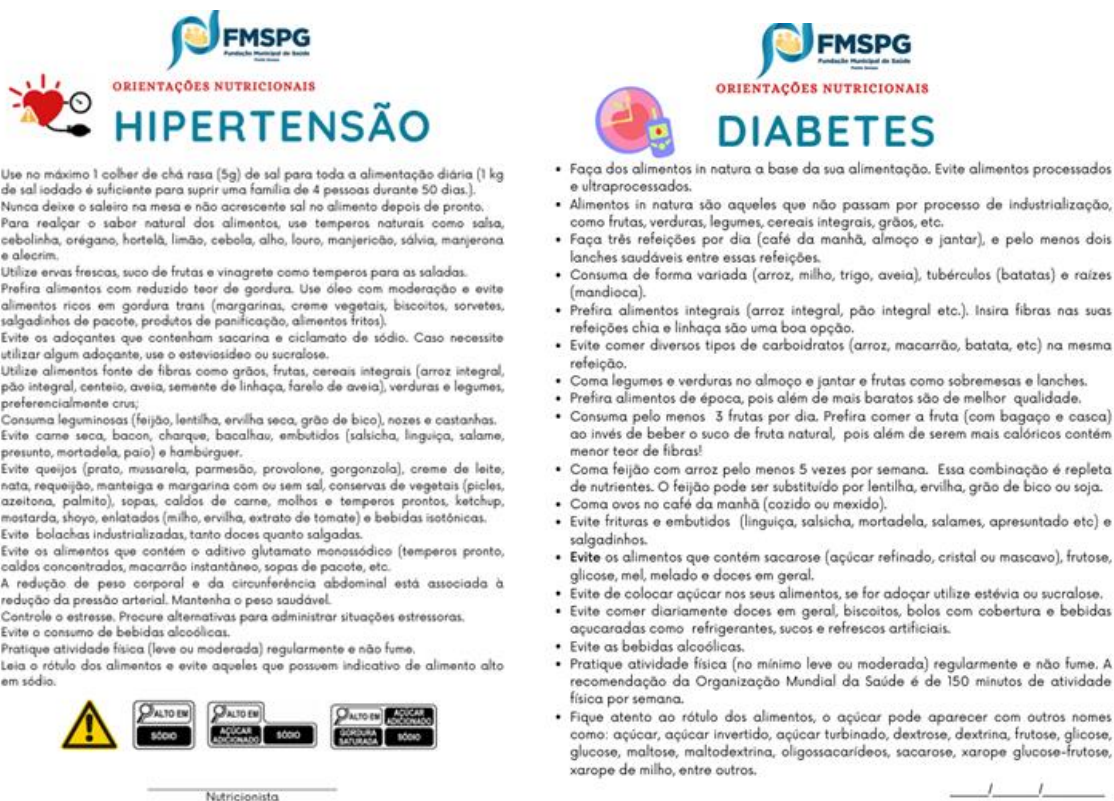 FMSPG
Fundação Municipal de Saúde
Ponta Grossa
ORIENTAÇÕES NUTRICIONAIS
HIPERTENSÃO
Use no máximo 1 colher de chá rasa (5g) de sal para toda a alimentação diária (1 kg
de sal iodado é suficiente para suprir uma família de 4 pessoas durante 50 dias.).
Nunca deixe o saleiro na mesa e não acrescente sal no alimento depois de pronto.
Para realçar o sabor natural dos alimentos, use temperos naturais como salsa,
cebolinha, orégano, hortelã, limão, cebola, alho, louro, manjericão, sálvia, manjerona
e alecrim.
Utilize ervas frescas, suco de frutas e vinagrete como temperos para as saladas.
Prefira alimentos com reduzido teor de gordura. Use óleo com moderação e evite
alimentos ricos em gordura trans (margarinas, creme vegetais, biscoitos, sorvetes,
salgadinhos de pacote, produtos de panificação, alimentos fritos).
Evite os adoçantes que contenham sacarina e ciclamato de sódio. Caso necessite
utilizar algum adoçante, use o esteviosídeo ou sucralose.
Utilize alimentos fonte de fibras como grãos, frutas, cereais integrais (arroz integral,
pão integral, centeio, aveia, semente de linhaça, farelo de aveia), verduras e legumes,
preferencialmente crus;
Consuma leguminosas (feijão, lentilha, ervilha seca, grão de bico), nozes e castanhas.
Evite carne seca, bacon, charque, bacalhau, embutidos (salsicha, linguiça, salame,
presunto, mortadela, paio) e hambúrguer.
Evite queijos (prato, mussarela, parmesão, provolone, gorgonzola), creme de leite,
nata, requeijão, manteiga e margarina com ou sem sal, conservas de vegetais (picles,
azeitona, palmito), sopas, caldos de carne, molhos e temperos prontos, ketchup,
mostarda, shoyo, enlatados (milho, ervilha, extrato de tomate) e bebidas isotônicas.
Evite bolachas industrializadas, tanto doces quanto salgadas.
Evite os alimentos que contém o aditivo glutamato monossódico (temperos pronto,
caldos concentrados, macarrão instantâneo, sopas de pacote, etc.
A redução de peso corporal e da circunferência abdominal está associada à
redução da pressão arterial. Mantenha o peso saudável.
Controle o estresse. Procure alternativas para administrar situações estressoras.
Evite o consumo de bebidas alcoólicas.
Pratique atividade física (leve ou moderada) regularmente e não fume.
Leia o rótulo dos alimentos e evite aqueles que possuem indicativo de alimento alto
em sódio.
ALTO EM
SÓDIO
ALTO EM
AÇÚCAR ADICIONADO SÓDIO
ALTO EM AÇÚCAR ADICIONADO
GORDURA SATURADA SÓDIO
Nutricionista
FMSPG
Fundação Municipal de Saúde
Ponta Grossa
ORIENTAÇÕES NUTRICIONAIS
DIABETES
• Faça dos alimentos in natura a base da sua alimentação. Evite alimentos processados
e ultraprocessados.
• Alimentos in natura são aqueles que não passam por processo de industrialização,
como frutas, verduras, legumes, cereais integrais, grãos, etc.
• Faça três refeições por dia (café da manhã, almoço e jantar), e pelo menos dois
lanches saudáveis entre essas refeições.
• Consuma de forma variada (arroz, milho, trigo, aveia), tubérculos (batatas) e raízes
(mandioca).
• Prefira alimentos integrais (arroz integral, pão integral etc.). Insira fibras nas suas
refeições chia e linhaça são uma boa opção.
• Evite comer diversos tipos de carboidratos (arroz, macarrão, batata, etc) na mesma
refeição.
• Coma legumes e verduras no almoço e jantar e frutas como sobremesas e lanches.
• Prefira alimentos de época, pois além de mais baratos são de melhor qualidade.
• Consuma pelo menos 3 frutas por dia. Prefira comer a fruta (com bagaço e casca)
ao invés de beber o suco de fruta natural, pois além de serem mais calóricos contém
menor teor de fibras!
• Coma feijão com arroz pelo menos 5 vezes por semana. Essa combinação é repleta
de nutrientes. O feijão pode ser substituído por lentilha, ervilha, grão de bico ou soja.
• Coma ovos no café da manhã (cozido ou mexido).
• Evite frituras e embutidos (linguiça, salsicha, mortadela, salames, apresuntado etc) e
salgadinhos.
• Evite os alimentos que contém sacarose (açúcar refinado, cristal ou mascavo), frutose,
glicose, mel, melado e doces em geral.
• Evite de colocar açúcar nos seus alimentos, se for adoçar utilize estévia ou sucralose.
• Evite comer diariamente doces em geral, biscoitos, bolos com cobertura e bebidas
açucaradas como refrigerantes, sucos e refrescos artificiais.
• Evite as bebidas alcoólicas.
• Pratique atividade física (no mínimo leve ou moderada) regularmente e não fume. A
recomendação da Organização Mundial da Saúde é de 150 minutos de atividade
física por semana.
• Fique atento ao rótulo dos alimentos, o açúcar pode aparecer com outros nomes
como: açúcar, açúcar invertido, açúcar turbinado, dextrose, dextrina, frutose, glicose,
glucose, maltose, maltodextrina, oligossacarídeos, sacarose, xarope glucose-frutose,
xarope de milho, entre outros.
_____/_____/________